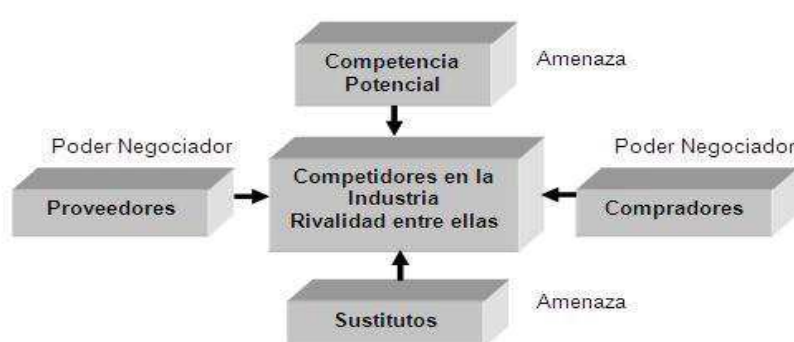 Competencia
Potencial
Amenaza
Poder Negociador
Proveedores
Competidores en la
Industria
Rivalidad entre ellas
Poder Negociador
Compradores
Sustitutos
Amenaza